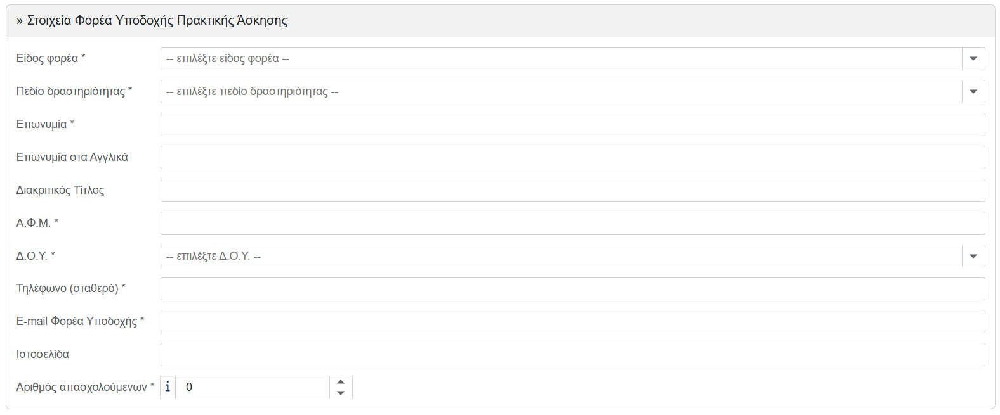 » Στοιχεία Φορέα Υποδοχής Πρακτικής Άσκησης
Είδος φορέα * -- επιλέξτε είδος φορέα --
Πεδίο δραστηριότητας * -- επιλέξτε πεδίο δραστηριότητας --
Επωνυμία *
Επωνυμία στα Αγγλικά
Διακριτικός Τίτλος
Α.Φ.Μ. *
Δ.Ο.Υ. * -- επιλέξτε Δ.Ο.Υ. --
Τηλέφωνο (σταθερό) *
E-mail Φορέα Υποδοχής *
Ιστοσελίδα
Αριθμός απασχολούμενων * i 0